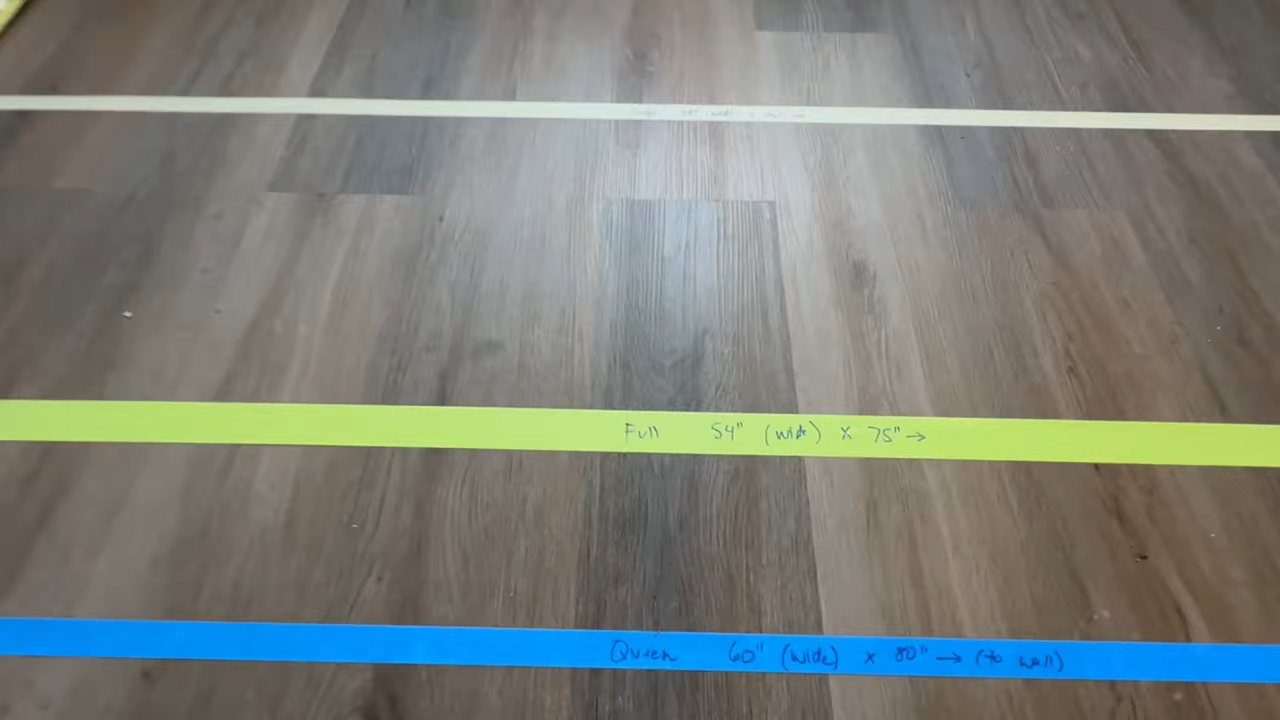 Full 54" (wide) x 75" →
Queen 60" (wide) x 80" → (to wall)